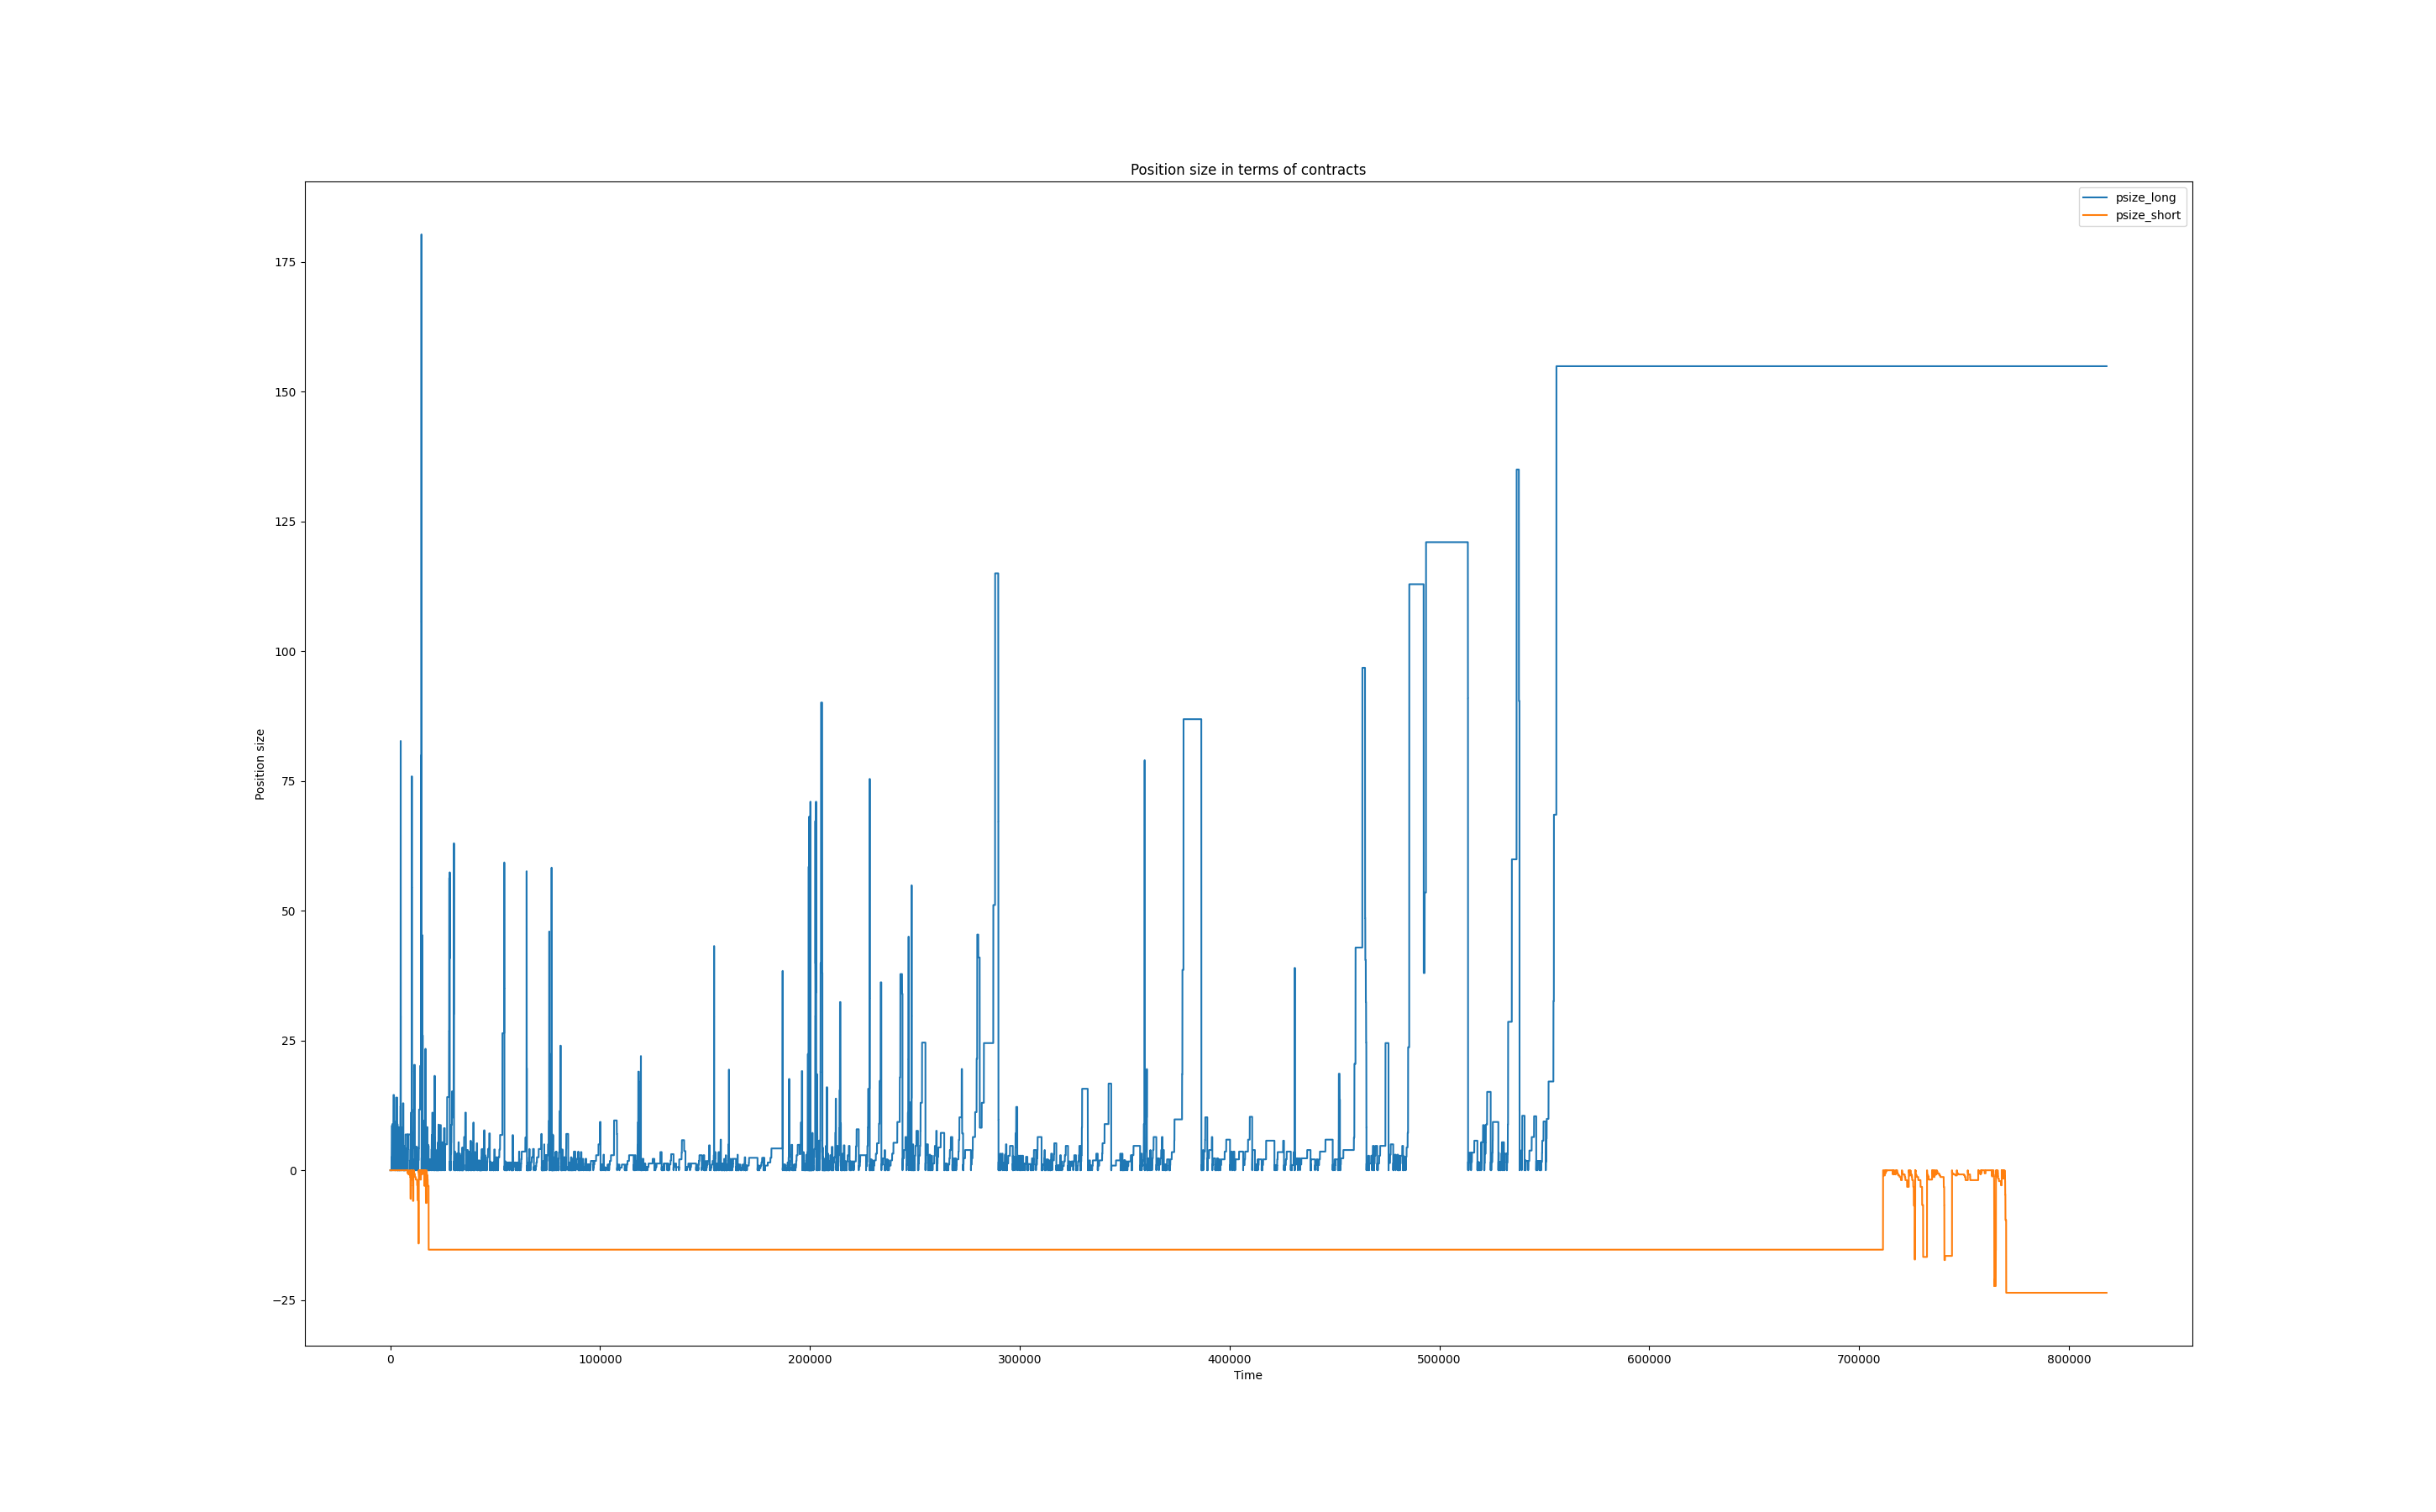 Position size in terms of contracts
psize_long
psize_short
175
150
125
100
75
50
25
0
−25
Position size
0 100000 200000 300000 400000 500000 600000 700000 800000
Time